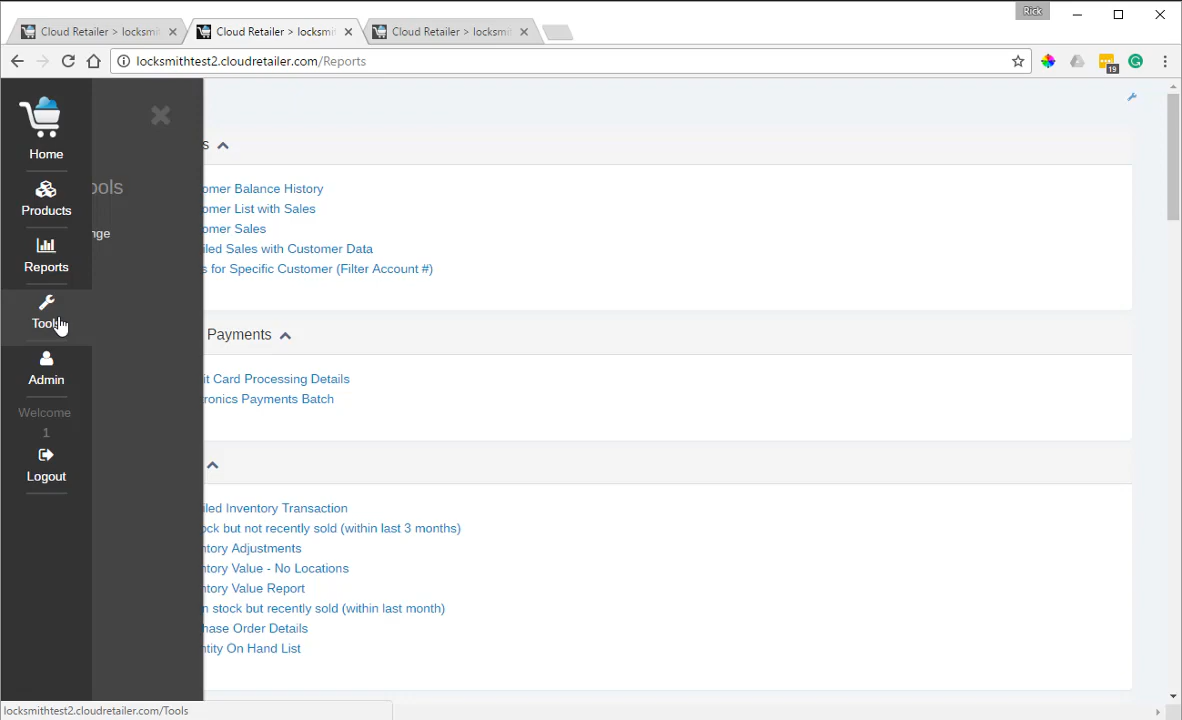 Rick
Cloud Retailer > locksmi
Cloud Retailer > locksmi
Cloud Retailer > locksmi
locksmithtest2.cloudretailer.com/Reports
19
Home
Products
Reports
Tools
Admin
Welcome
1
Logout
ools
nge
s
omer Balance History
omer List with Sales
omer Sales
iled Sales with Customer Data
s for Specific Customer (Filter Account #)
Payments
it Card Processing Details
ronics Payments Batch
iled Inventory Transaction
ock but not recently sold (within last 3 months)
ntory Adjustments
ntory Value - No Locations
ntory Value Report
n stock but recently sold (within last month)
hase Order Details
ntity On Hand List
locksmithtest2.cloudretailer.com/Tools